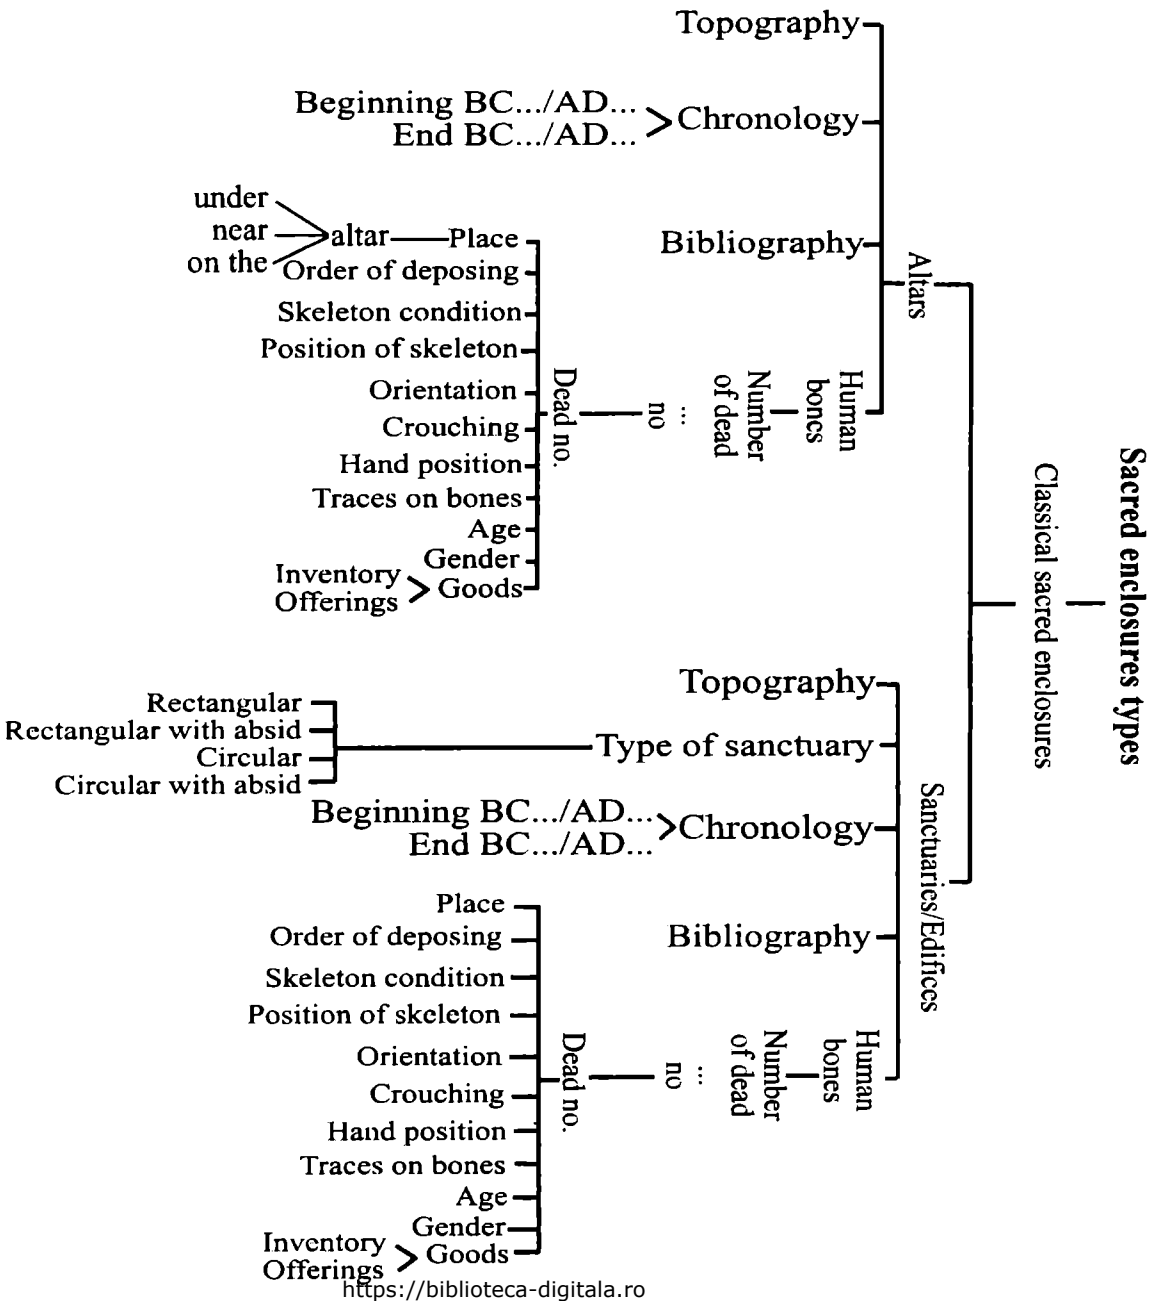 Sacred enclosures types
Classical sacred enclosures
Altars
Topography
Beginning BC.../AD...
End BC.../AD...
Chronology
Bibliography
Human
bones
Number
of dead
...
no
Dead no.
under
near
on the
altar
Place
Order of deposing
Skeleton condition
Position of skeleton
Orientation
Crouching
Hand position
Traces on bones
Age
Gender
Inventory
Offerings
Goods
Sanctuaries/Edifices
Topography
Type of sanctuary
Rectangular
Rectangular with absid
Circular
Circular with absid
Beginning BC.../AD...
End BC.../AD...
Chronology
Bibliography
Human
bones
Number
of dead
...
no
Dead no.
Place
Order of deposing
Skeleton condition
Position of skeleton
Orientation
Crouching
Hand position
Traces on bones
Age
Gender
Inventory
Offerings
Goods
https://biblioteca-digitala.ro